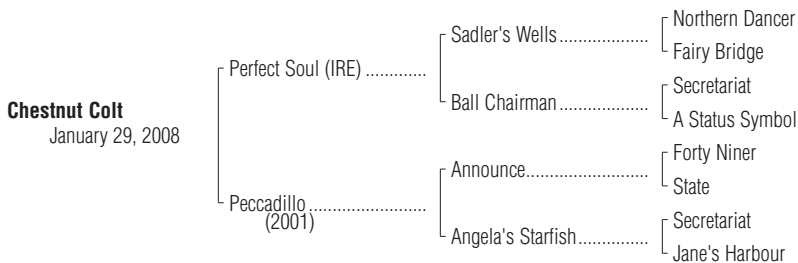 Northern Dancer
Sadler's Wells....................
Fairy Bridge
Perfect Soul (IRE) .............
Secretariat
Ball Chairman ...................
A Status Symbol
Chestnut Colt
January 29, 2008
Forty Niner
Announce...........................
State
Peccadillo .........................
(2001)
Secretariat
Angela's Starfish...............
Jane's Harbour